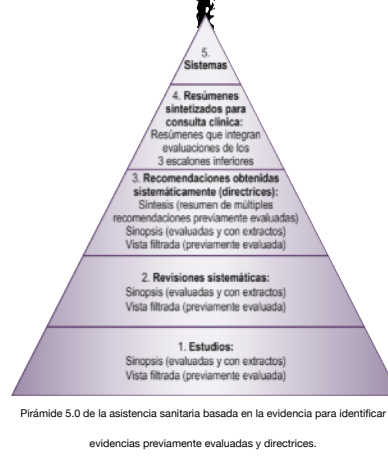 5.
Sistemas
4. Resúmenes
sintetizados para
consulta clínica:
Resúmenes que integran
evaluaciones de los
3 escalones inferiores
3. Recomendaciones obtenidas
sistemáticamente (directrices):
Síntesis (resumen de múltiples
recomendaciones previamente evaluadas)
Sinopsis (evaluadas y con extractos)
Vista filtrada (previamente evaluada)
2. Revisiones sistemáticas:
Sinopsis (evaluadas y con extractos)
Vista filtrada (previamente evaluada)
1. Estudios:
Sinopsis (evaluadas y con extractos)
Vista filtrada (previamente evaluada)
Pirámide 5.0 de la asistencia sanitaria basada en la evidencia para identificar
evidencias previamente evaluadas y directrices.